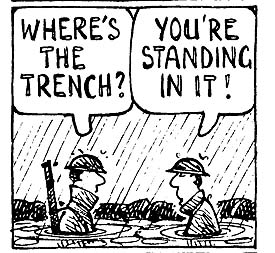 WHERE'S
THE
TRENCH?
YOU'RE
STANDING
IN IT!